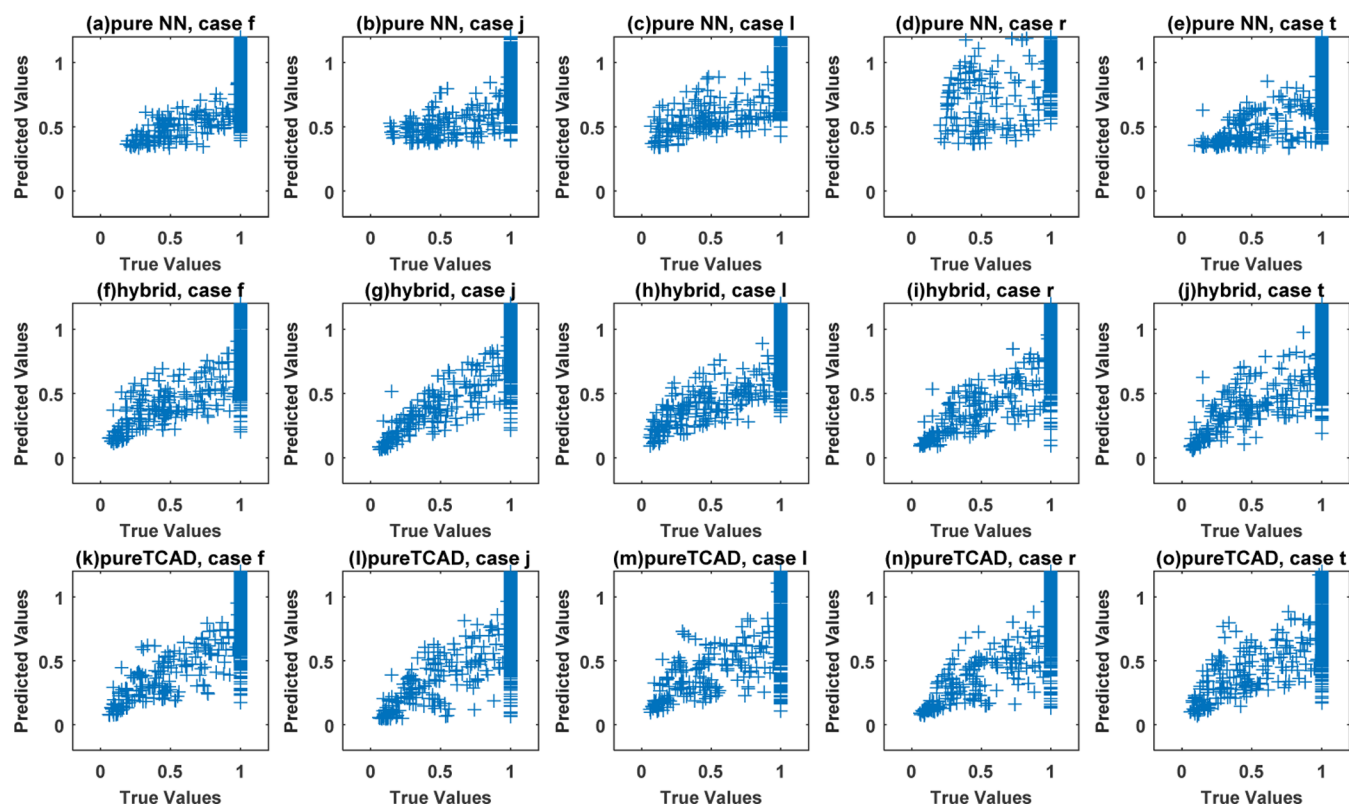 (a)pure NN, case f (b)pure NN, case j (c)pure NN, case l (d)pure NN, case r (e)pure NN, case t
Predicted Values Predicted Values Predicted Values Predicted Values Predicted Values
1 1 1 1 1
0.5 0.5 0.5 0.5 0.5
0 0 0 0 0
0 0.5 1 0 0.5 1 0 0.5 1 0 0.5 1 0 0.5 1
True Values True Values True Values True Values True Values
(f)hybrid, case f (g)hybrid, case j (h)hybrid, case l (i)hybrid, case r (j)hybrid, case t
Predicted Values Predicted Values Predicted Values Predicted Values Predicted Values
1 1 1 1 1
0.5 0.5 0.5 0.5 0.5
0 0 0 0 0
0 0.5 1 0 0.5 1 0 0.5 1 0 0.5 1 0 0.5 1
True Values True Values True Values True Values True Values
(k)pureTCAD, case f (l)pureTCAD, case j (m)pureTCAD, case l (n)pureTCAD, case r (o)pureTCAD, case t
Predicted Values Predicted Values Predicted Values Predicted Values Predicted Values
1 1 1 1 1
0.5 0.5 0.5 0.5 0.5
0 0 0 0 0
0 0.5 1 0 0.5 1 0 0.5 1 0 0.5 1 0 0.5 1
True Values True Values True Values True Values True Values